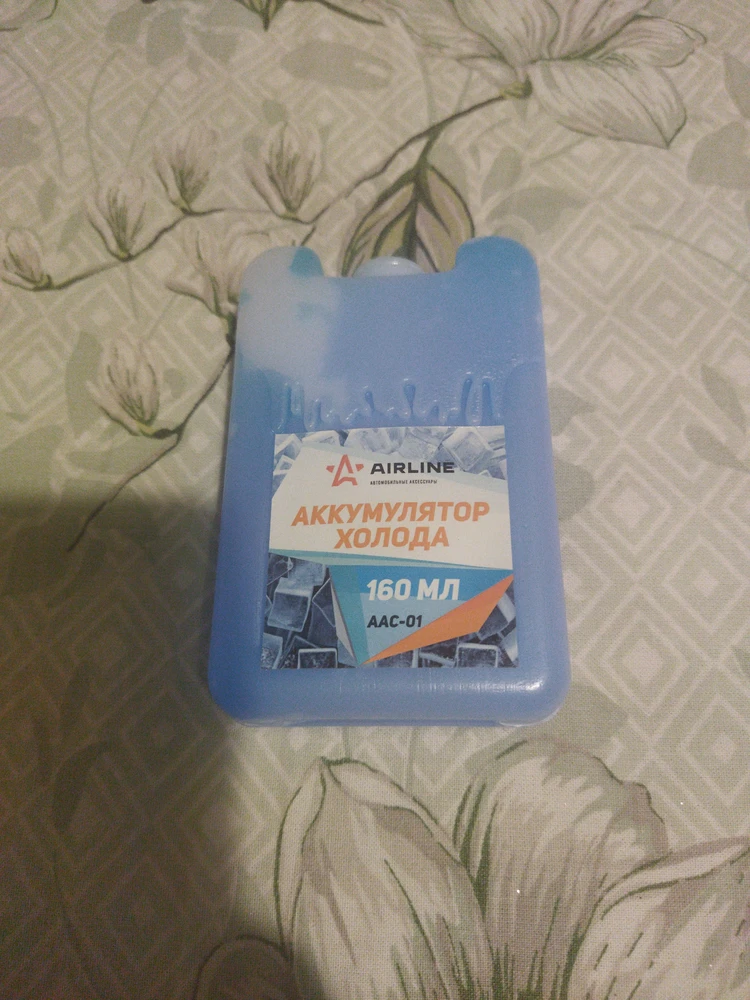 AIRLINE
АВТОМОБИЛЬНЫЕ АКСЕССУАРЫ
АККУМУЛЯТОР
ХОЛОДА
160 МЛ
AAC-01